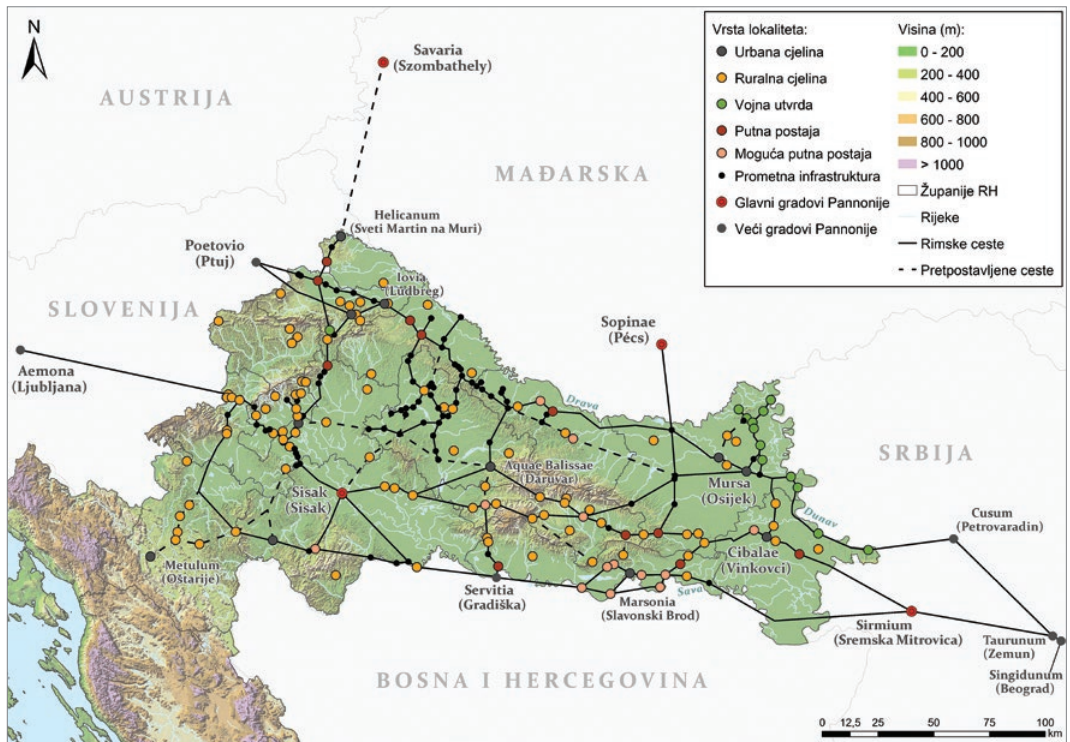 N
Savaria
(Szombathely)
AUSTRIJA
MAĐARSKA
Helicanum
(Sveti Martin na Muri)
Poetovio
(Ptuj)
Iovia
(Ludbreg)
SLOVENIJA
Sopinae
(Pécs)
Aemona
(Ljubljana)
Drava
SRBIJA
Aquae Balissae
(Daruvar)
Mursa
(Osijek)
Sisak
(Sisak)
Dunav
Cusum
(Petrovaradin)
Metulum
(Oštarije)
Cibalae
(Vinkovci)
Servitia
(Gradiška)
Marsonia
(Slavonski Brod)
Sava
Sirmium
(Sremska Mitrovica)
Taurunum
(Zemun)
Singidunum
(Beograd)
BOSNA I HERCEGOVINA
Vrsta lokaliteta:
Urbana cjelina
Ruralna cjelina
Vojna utvrda
Putna postaja
Moguća putna postaja
Prometna infrastruktura
Glavni gradovi Pannonije
Veći gradovi Pannonije
Visina (m):
0 - 200
200 - 400
400 - 600
600 - 800
800 - 1000
> 1000
Županije RH
Rijeke
Rimske ceste
Pretpostavljene ceste
0 12,5 25 50 75 100
km